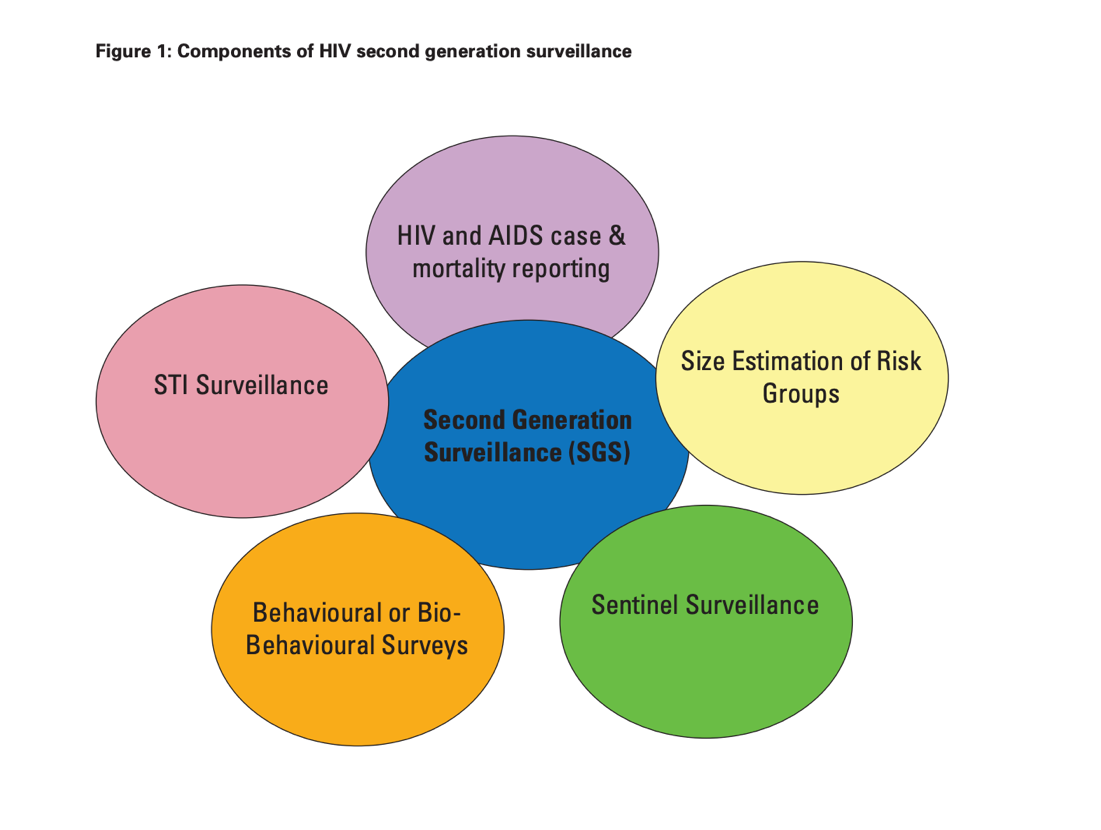 Figure 1: Components of HIV second generation surveillance
HIV and AIDS case &
mortality reporting
Size Estimation of Risk
Groups
STI Surveillance
Second Generation
Surveillance (SGS)
Behavioural or Bio-
Behavioural Surveys
Sentinel Surveillance